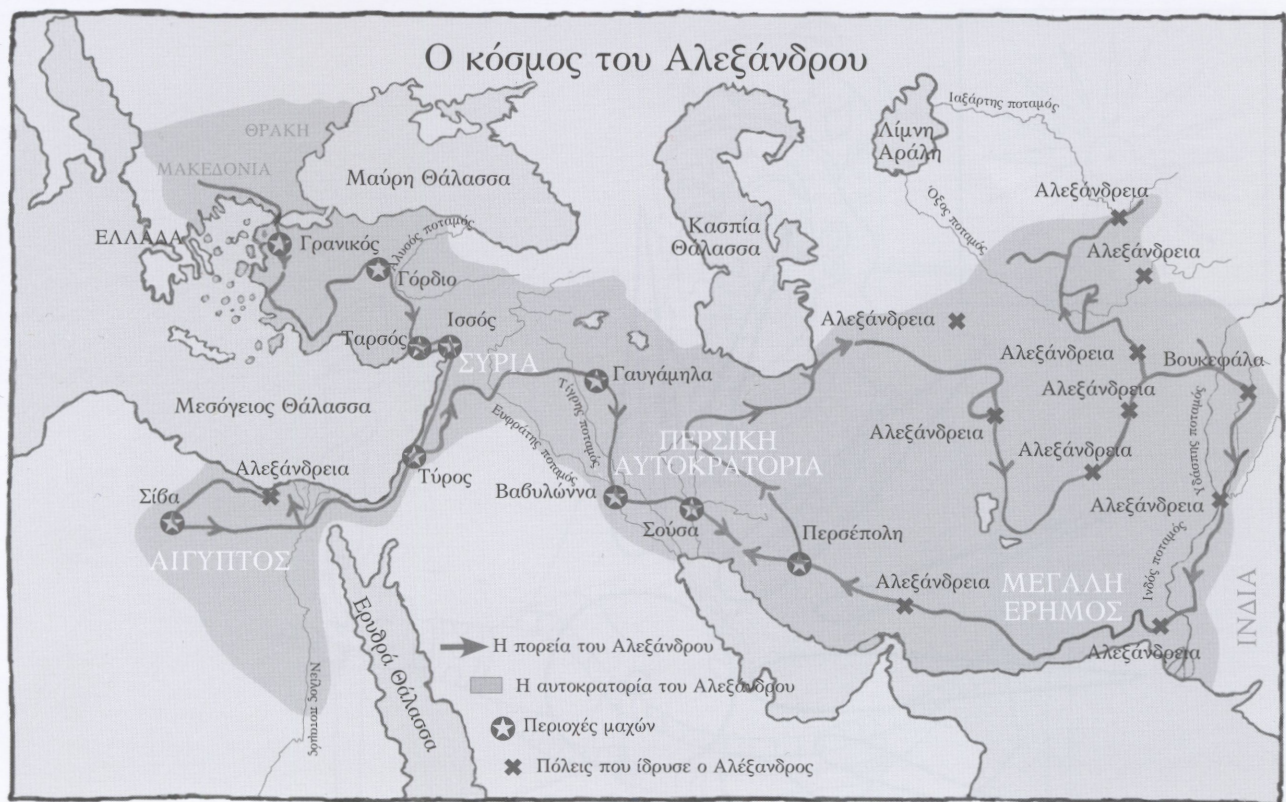 Ο κόσμος του Αλεξάνδρου
Ιαξάρτης ποταμός
Λίμνη
Αράλη
ΘΡΑΚΗ
ΜΑΚΕΔΟΝΙΑ
Μαύρη Θάλασσα
Αλεξάνδρεια
Όξος ποταμός
Κασπία
Θάλασσα
ΕΛΛΑΔΑ
Γρανικός
Άλυσός ποταμός
Γόρδιο
Αλεξάνδρεια
Ισσός
Ταρσός
Αλεξάνδρεια
ΣΥΡΙΑ
Αλεξάνδρεια
Βουκεφάλα
Γαυγάμηλα
Τίγρης ποταμός
Αλεξάνδρεια
Μεσόγειος Θάλασσα
Ευφράτης ποταμός
Αλεξάνδρεια
ΠΕΡΣΙΚΗ
ΑΥΤΟΚΡΑΤΟΡΙΑ
Υδάσπης ποταμός
Αλεξάνδρεια
Αλεξάνδρεια
Τύρος
Σίβα
Βαβυλώννα
Αλεξάνδρεια
Σούσα
Περσέπολη
ΑΙΓΥΠΤΟΣ
Ινδός ποταμός
Αλεξάνδρεια
ΜΕΓΑΛΗ
ΕΡΗΜΟΣ
ΙΝΔΙΑ
Ερυθρά Θάλασσα
Αλεξάνδρεια
Νείλος ποταμός
Η πορεία του Αλεξάνδρου
Η αυτοκρατορία του Αλεξάνδρου
Περιοχές μαχών
Πόλεις που ίδρυσε ο Αλέξανδρος